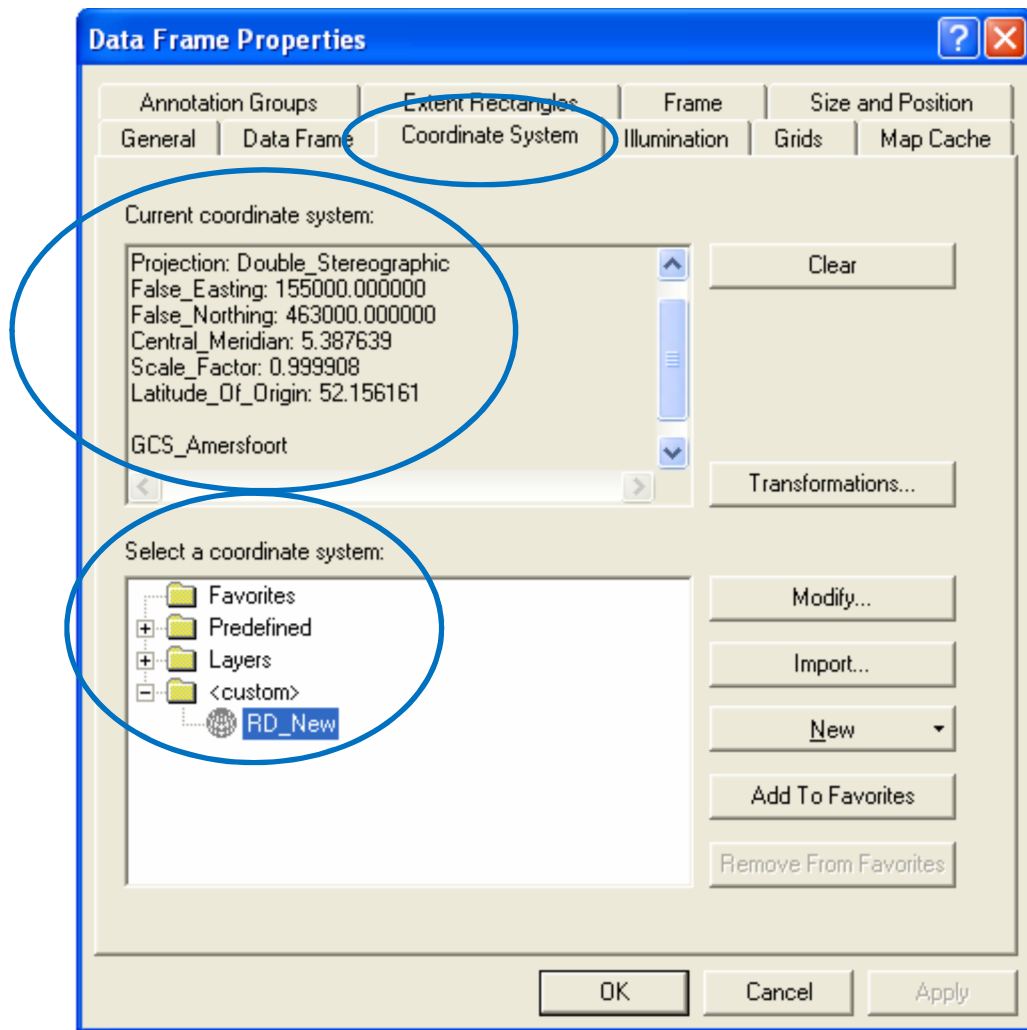 Data Frame Properties
Annotation Groups
Extent Rectangles
Frame
Size and Position
General
Data Frame
Coordinate System
Illumination
Grids
Map Cache
Current coordinate system:
Projection: Double_Stereographic
False_Easting: 155000.000000
False_Northing: 463000.000000
Central_Meridian: 5.387639
Scale_Factor: 0.999908
Latitude_Of_Origin: 52.156161
GCS_Amersfoort
Clear
Transformations...
Select a coordinate system:
Favorites
Predefined
Layers
<custom>
RD_New
Modify...
Import...
New
Add To Favorites
Remove From Favorites
OK
Cancel
Apply